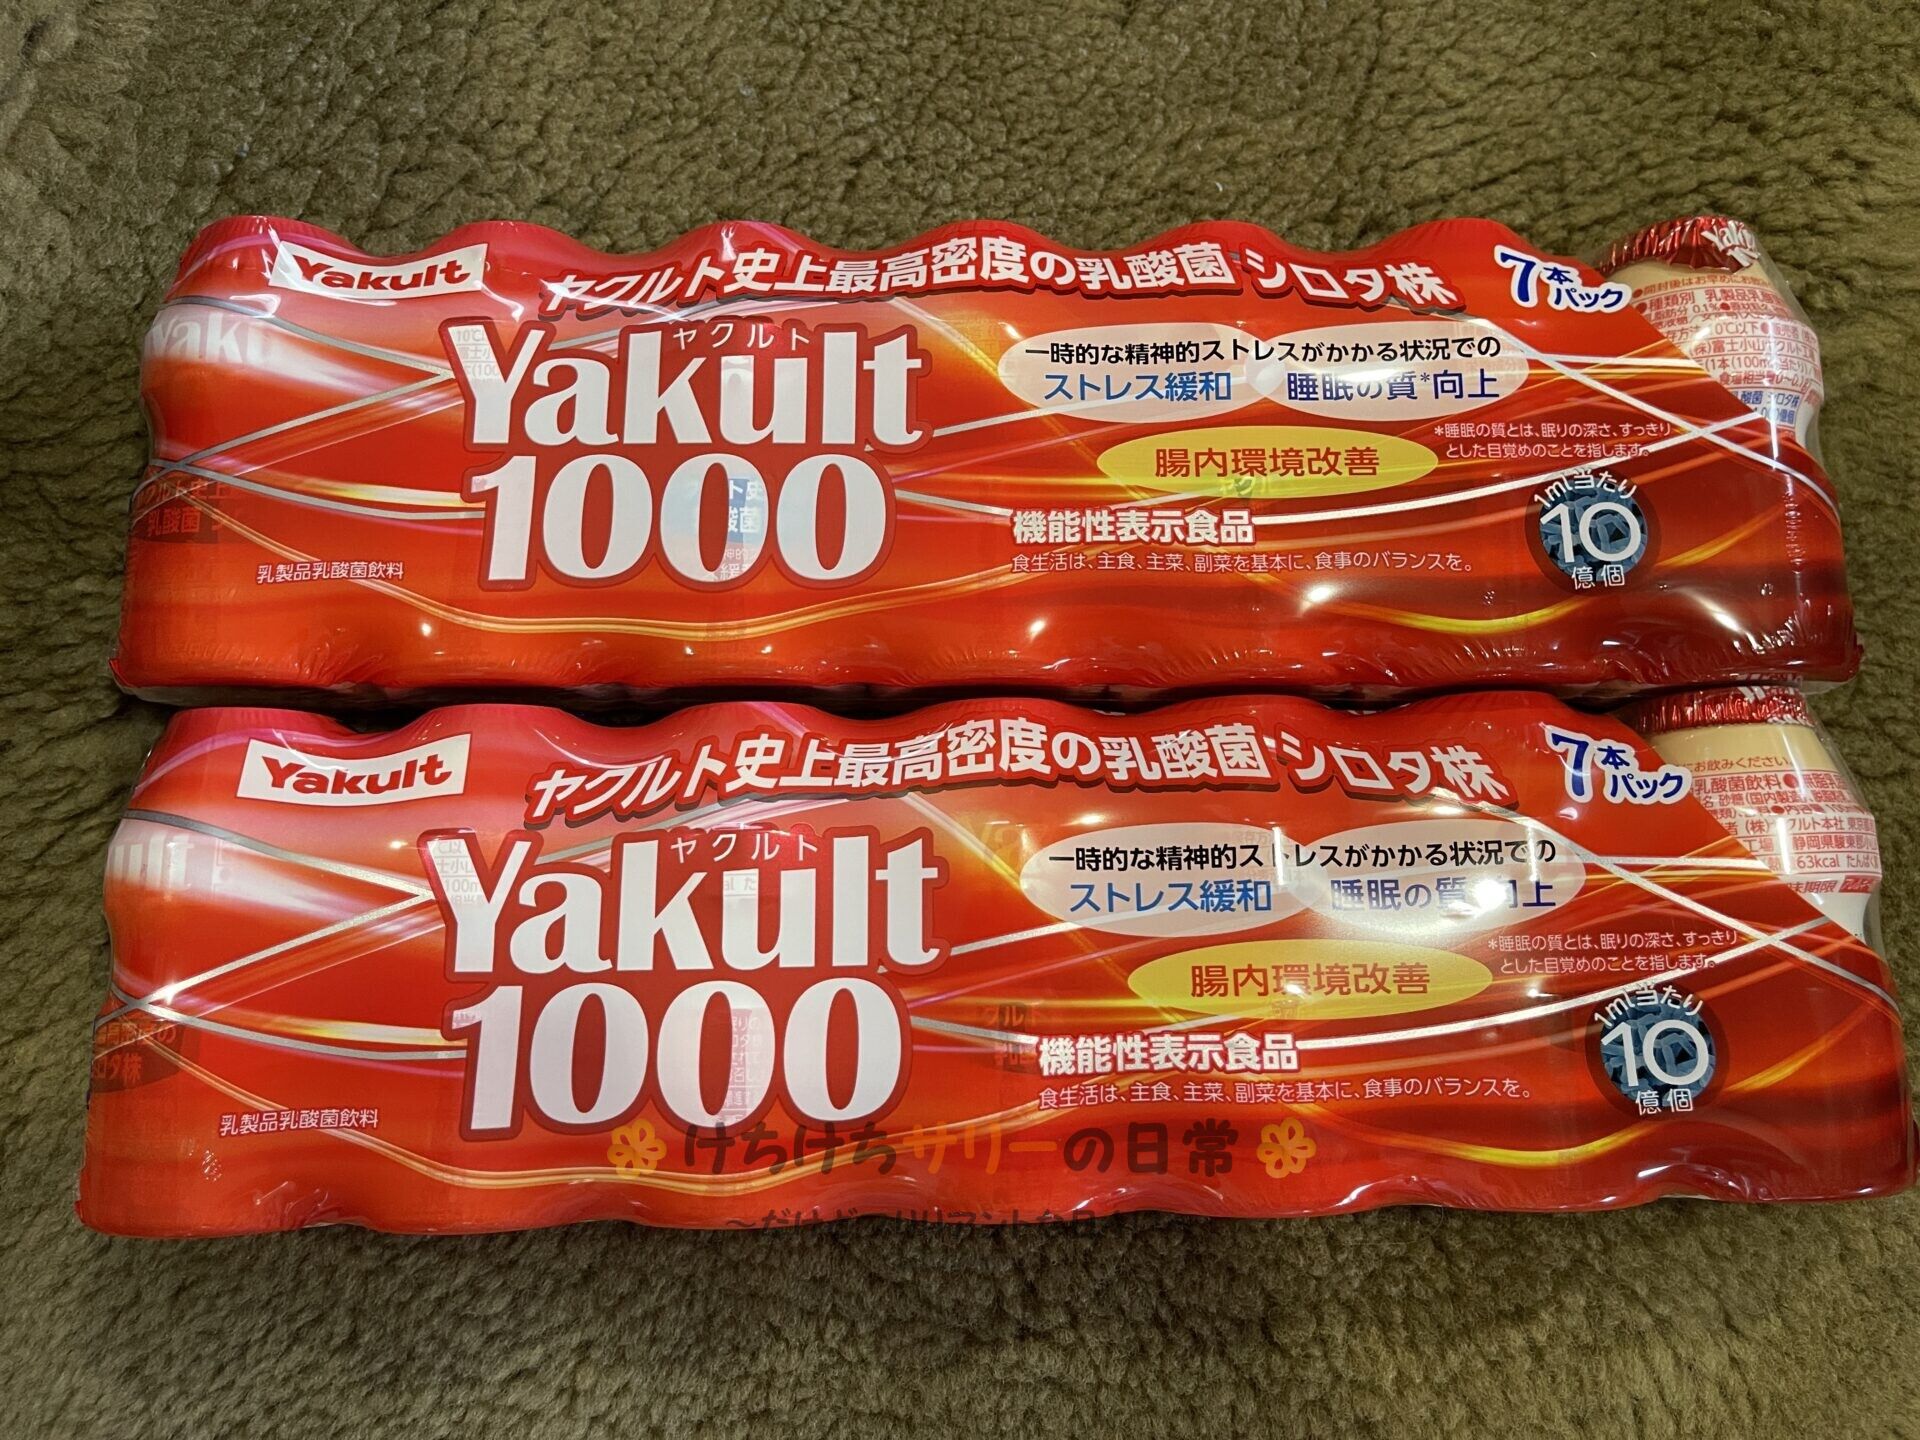 Yakult
ヤクルト史上最高密度の乳酸菌 シロタ株
7本パック
ヤクルト
Yakult
1000
一時的な精神的ストレスがかかる状況での
ストレス緩和 睡眠の質*向上
*睡眠の質とは、眠りの深さ、すっきり
とした目覚めのことを指します。
腸内環境改善
機能性表示食品
食生活は、主食、主菜、副菜を基本に、食事のバランスを。
1ml当たり
10
億個
乳製品乳酸菌飲料
Yakult
ヤクルト史上最高密度の乳酸菌 シロタ株
7本パック
ヤクルト
Yakult
1000
一時的な精神的ストレスがかかる状況での
ストレス緩和 睡眠の質 向上
*睡眠の質とは、眠りの深さ、すっきり
とした目覚めのことを指します。
腸内環境改善
機能性表示食品
食生活は、主食、主菜、副菜を基本に、食事のバランスを。
1ml当たり
10
億個
乳製品乳酸菌飲料
63kcal
けちけちサリーの日常